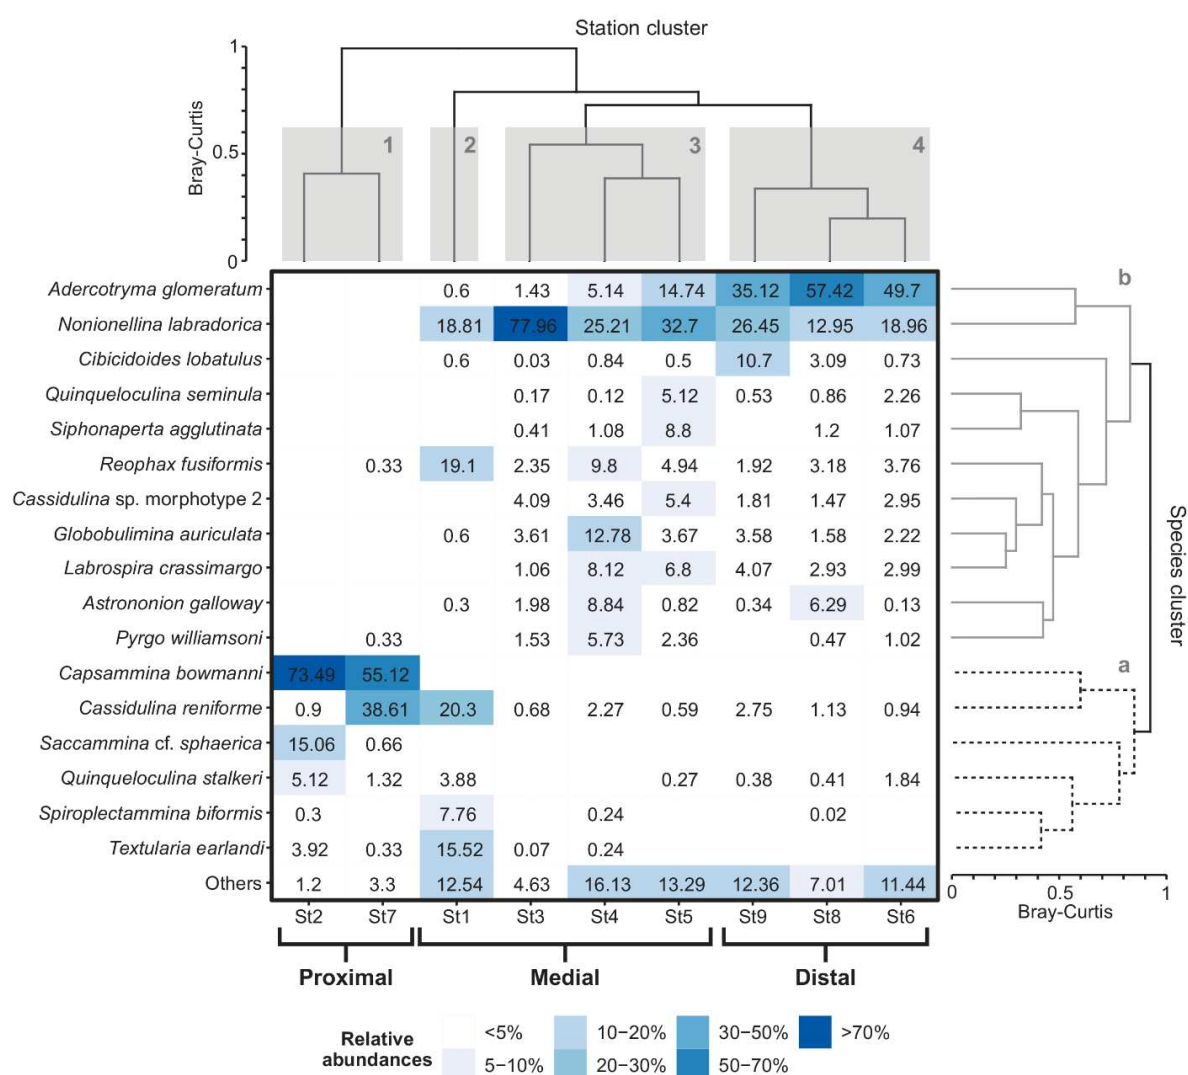 Station cluster
1
0.5
0
Bray-Curtis
1
2
3
4
Adercotryma glomeratum 0.6 1.43 5.14 14.74 35.12 57.42 49.7
Nonionellina labradorica 18.81 77.96 25.21 32.7 26.45 12.95 18.96
Cibicidoides lobatulus 0.6 0.03 0.84 0.5 10.7 3.09 0.73
Quinqueloculina seminula 0.17 0.12 5.12 0.53 0.86 2.26
Siphonaperta agglutinata 0.41 1.08 8.8 1.2 1.07
Reophax fusiformis 0.33 19.1 2.35 9.8 4.94 1.92 3.18 3.76
Cassidulina sp. morphotype 2 4.09 3.46 5.4 1.81 1.47 2.95
Globobulimina auriculata 0.6 3.61 12.78 3.67 3.58 1.58 2.22
Labrospira crassimargo 1.06 8.12 6.8 4.07 2.93 2.99
Astrononion galloway 0.3 1.98 8.84 0.82 0.34 6.29 0.13
Pyrgo williamsoni 0.33 1.53 5.73 2.36 0.47 1.02
Capsammina bowmanni 73.49 55.12
Cassidulina reniforme 0.9 38.61 20.3 0.68 2.27 0.59 2.75 1.13 0.94
Saccammina cf. sphaerica 15.06 0.66
Quinqueloculina stalkeri 5.12 1.32 3.88 0.27 0.38 0.41 1.84
Spiroplectammina biformis 0.3 7.76 0.24 0.02
Textularia earlandi 3.92 0.33 15.52 0.07 0.24
Others 1.2 3.3 12.54 4.63 16.13 13.29 12.36 7.01 11.44
St2 St7 St1 St3 St4 St5 St9 St8 St6
Proximal Medial Distal
b
a
Species cluster
0 0.5 1
Bray-Curtis
Relative
abundances
<5% 10−20% 30−50% >70%
5−10% 20−30% 50−70%